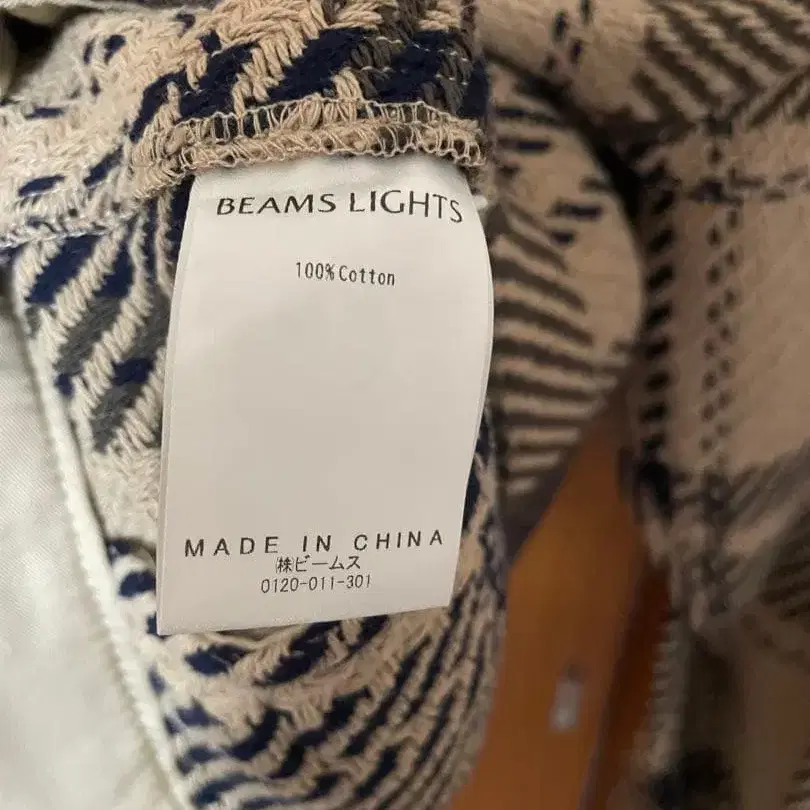 BEAMS LIGHTS
100% Cotton
MADE IN CHINA
㈱ビームス
0120-011-301